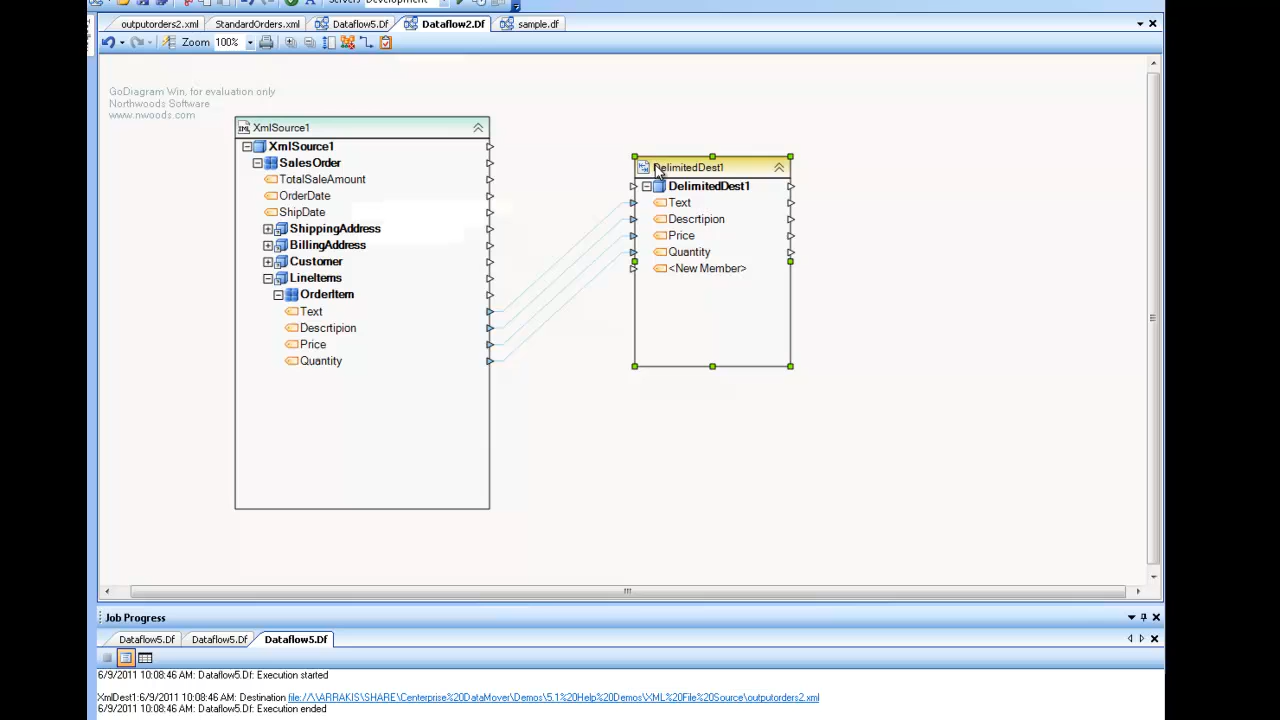 Servers Development
outputorders2.xml StandardOrders.xml Dataflow5.Df Dataflow2.Df sample.df
Zoom 100%
GoDiagram Win, for evaluation only
Northwoods Software
www.nwoods.com
XmlSource1
XmlSource1
SalesOrder
TotalSaleAmount
OrderDate
ShipDate
ShippingAddress
BillingAddress
Customer
LineItems
OrderItem
Text
Descrtipion
Price
Quantity
DelimitedDest1
DelimitedDest1
Text
Descrtipion
Price
Quantity
<New Member>
Job Progress
Dataflow5.Df Dataflow5.Df Dataflow5.Df
6/9/2011 10:08:46 AM: Dataflow5.Df: Execution started
XmlDest1:6/9/2011 10:08:46 AM: Destination file://\\ARRAKIS\SHARE\Centerprise%20DataMover\Demos\5.1%20Help%20Demos\XML%20File%20Source\outputorders2.xml
6/9/2011 10:08:46 AM: Dataflow5.Df: Execution ended